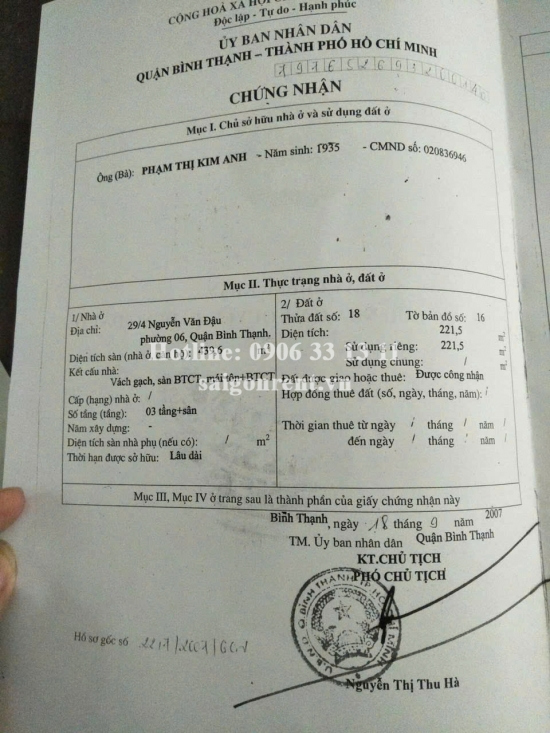 CỘNG HOÀ XÃ HỘI
Độc lập - Tự do - Hạnh phúc
ỦY BAN NHÂN DÂN
QUẬN BÌNH THẠNH – THÀNH PHỐ HỒ CHÍ MINH
CHỨNG NHẬN
Mục I. Chủ sở hữu nhà ở và sử dụng đất ở
Ông (Bà): PHẠM THỊ KIM ANH - Năm sinh: 1935 - CMND số: 020836946
Mục II. Thực trạng nhà ở, đất ở
1/ Nhà ở
Địa chỉ: 29/4 Nguyễn Văn Đậu
phường 06, Quận Bình Thạnh.
Diện tích sàn (nhà ở
Kết cấu nhà:
Vách gạch, sàn BTCT, mái tôn+BTCT
Cấp (hạng) nhà ở: /
Số tầng (tầng): 03 tầng+sân
Năm xây dựng: -
Diện tích sàn nhà phụ (nếu có): / m²
Thời hạn được sở hữu: Lâu dài
2/ Đất ở
Thửa đất số: 18 Tờ bản đồ số: 16
Diện tích: 221,5 m²
Sử dụng riêng: 221,5 m²
Sử dụng chung: / m²
Đất được giao hoặc thuê: Được công nhận
Hợp đồng thuê đất (số, ngày, tháng, năm): /
Thời gian thuê từ ngày / tháng / năm /
đến ngày / tháng / năm /
Hotline: 0906 33 18 41
saigonrent.vn
Mục III, Mục IV ở trang sau là thành phần của giấy chứng nhận này
Bình Thạnh, ngày 18 tháng 9 năm 2007
TM. Ủy ban nhân dân Quận Bình Thạnh
KT.CHỦ TỊCH
PHÓ CHỦ TỊCH
Nguyễn Thị Thu Hà
Hồ sơ gốc số